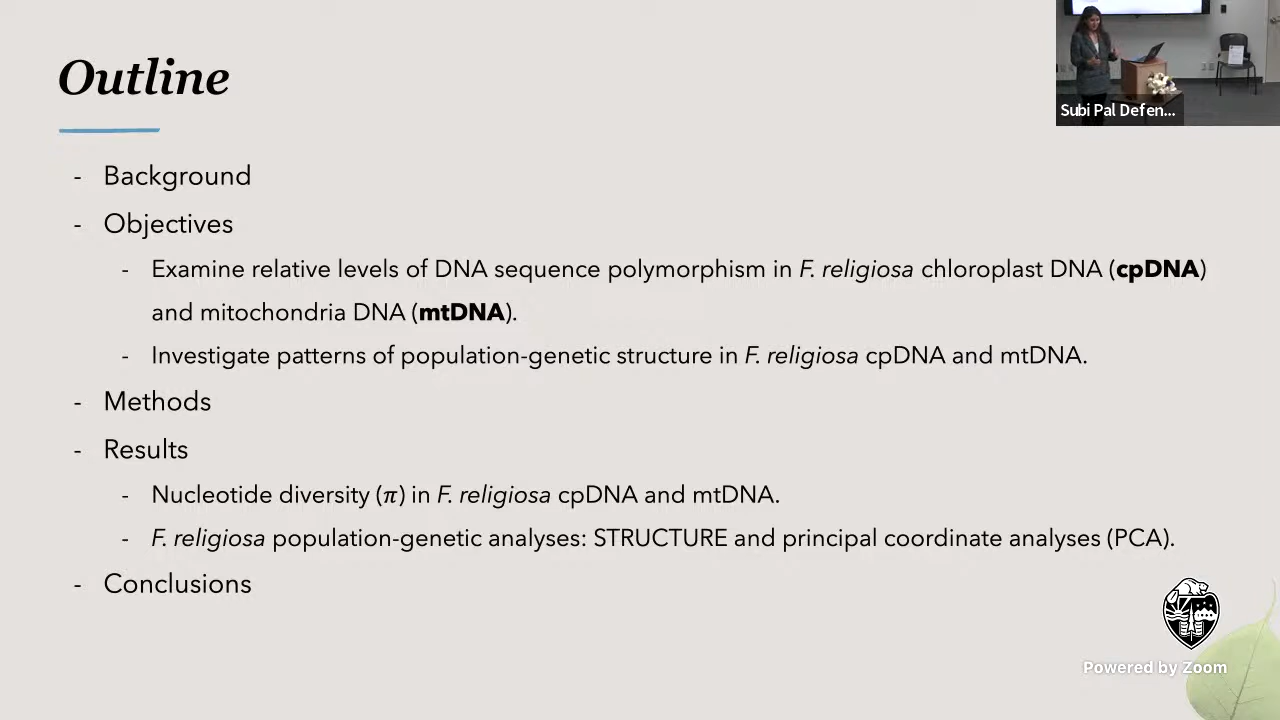 Outline
Subi Pal Defen...
- Background
- Objectives
- Examine relative levels of DNA sequence polymorphism in F. religiosa chloroplast DNA (cpDNA)
and mitochondria DNA (mtDNA).
- Investigate patterns of population-genetic structure in F. religiosa cpDNA and mtDNA.
- Methods
- Results
- Nucleotide diversity (π) in F. religiosa cpDNA and mtDNA.
- F. religiosa population-genetic analyses: STRUCTURE and principal coordinate analyses (PCA).
- Conclusions
Powered by Zoom